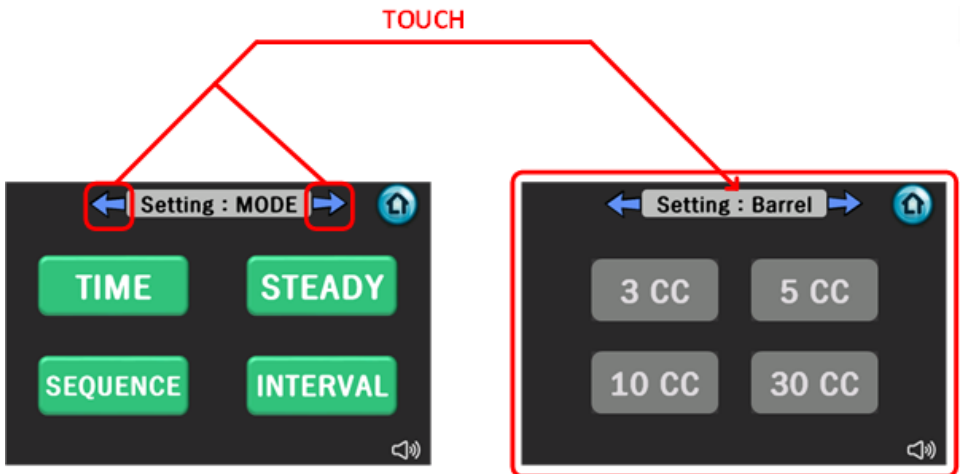 TOUCH
Setting : MODE
TIME
STEADY
SEQUENCE
INTERVAL
Setting : Barrel
3 CC
5 CC
10 CC
30 CC